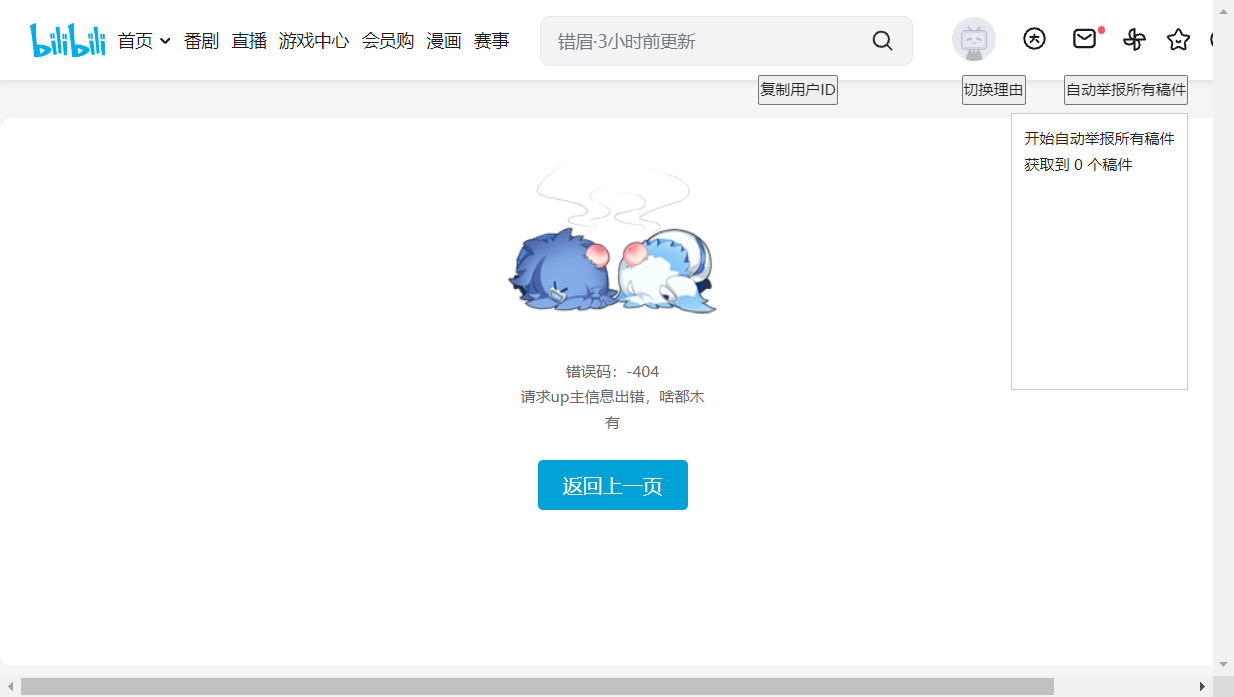 bilibili 首页 番剧 直播 游戏中心 会员购 漫画 赛事 错眉·3小时前更新
复制用户ID 切换理由 自动举报所有稿件
开始自动举报所有稿件
获取到 0 个稿件
错误码：-404
请求up主信息出错，啥都木
有
返回上一页